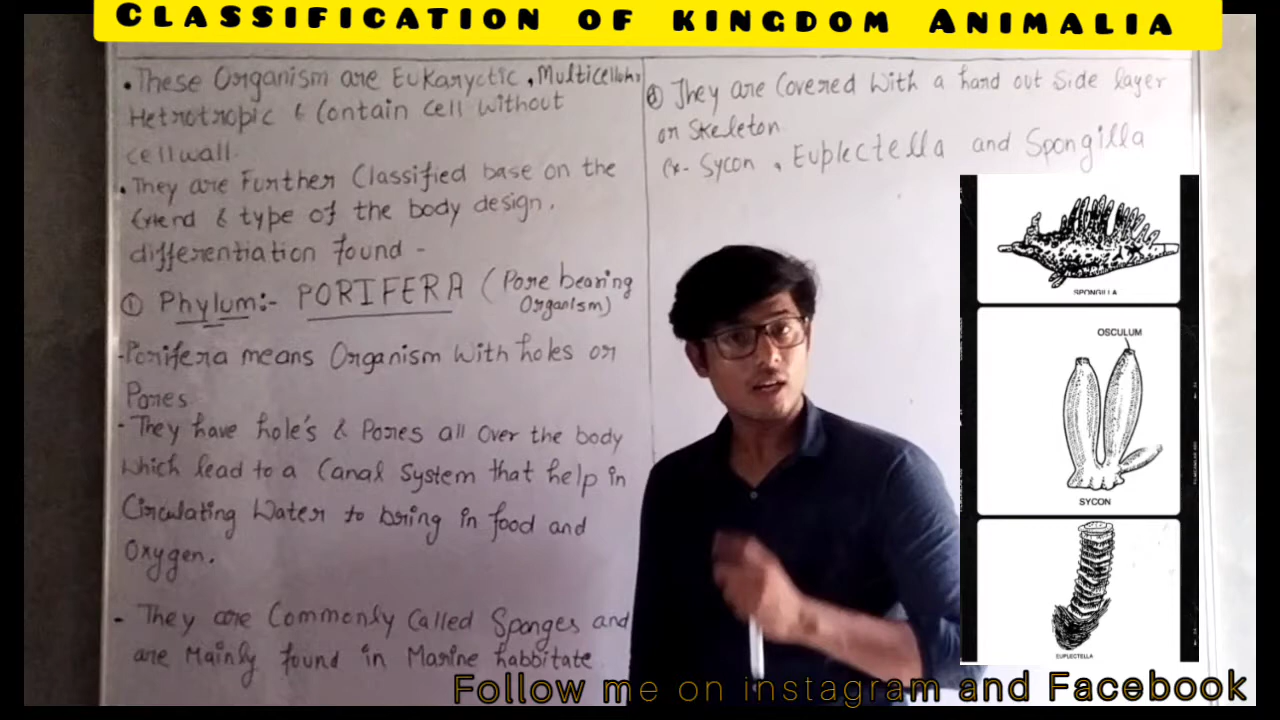 CLASSIFICATION OF KINGDOM ANIMALIA
• These Organism are Eukaryctic, Multicellular
Hetrotropic & Contain cell without
cellwall.
• They are Further Classified base on the
& type of the body design.
differentiation found -
① Phylum:- PORIFERA (Pore bearing
Organism)
- Porifera means Organism With holes or
Pores
- They have hole's & Pores all over the body
which lead to a Canal System that help in
Circulating Water to bring in food and
Oxygen.
- They are Commonly Called Sponges and
are Mainly found in Marine habbitate
They are Covered With a hard out Side layer
or Skeleton
Ex- Sycon, Euplectella and Spongilla
SPONGILLA
OSCULUM
SYCON
EUPLECTELLA
Follow me on instagram and Facebook